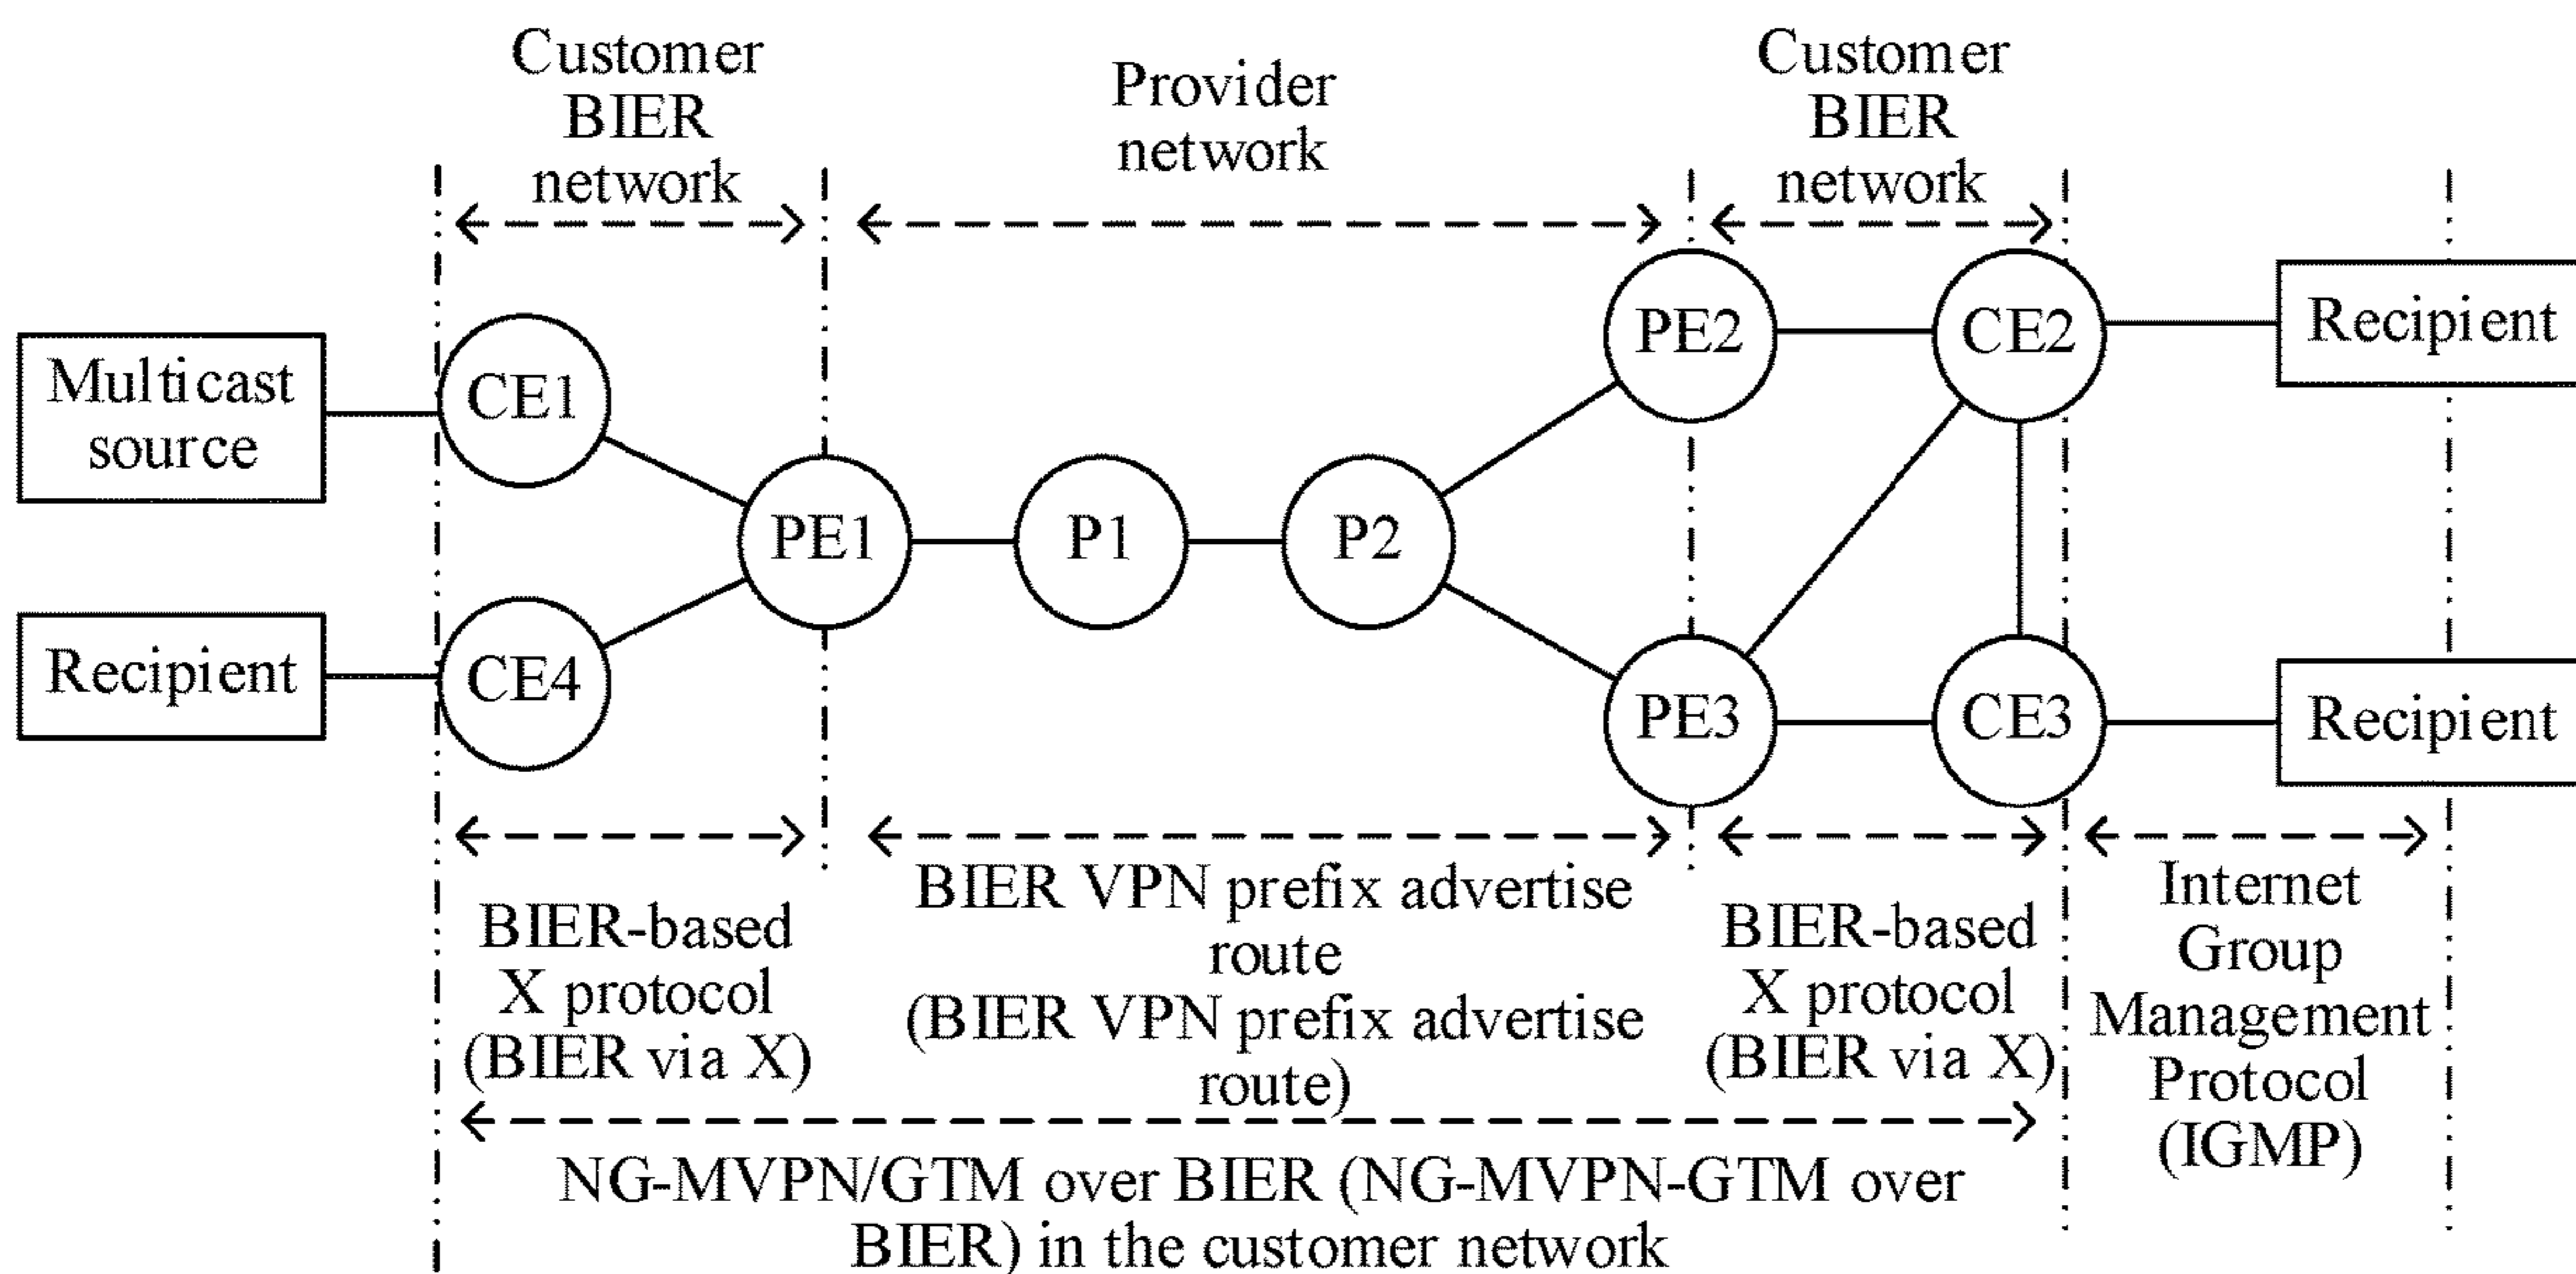 Customer
BIER
network
Provider
network
Customer
BIER
network
Multicast
source
CE1
PE2
CE2
Recipient
PE1
P1
P2
Recipient
CE4
PE3
CE3
Recipient
BIER-based
X protocol
(BIER via X)
BIER VPN prefix advertise
route
(BIER VPN prefix advertise
route)
BIER-based
X protocol
(BIER via X)
Internet
Group
Management
Protocol
(IGMP)
NG-MVPN/GTM over BIER (NG-MVPN-GTM over
BIER) in the customer network